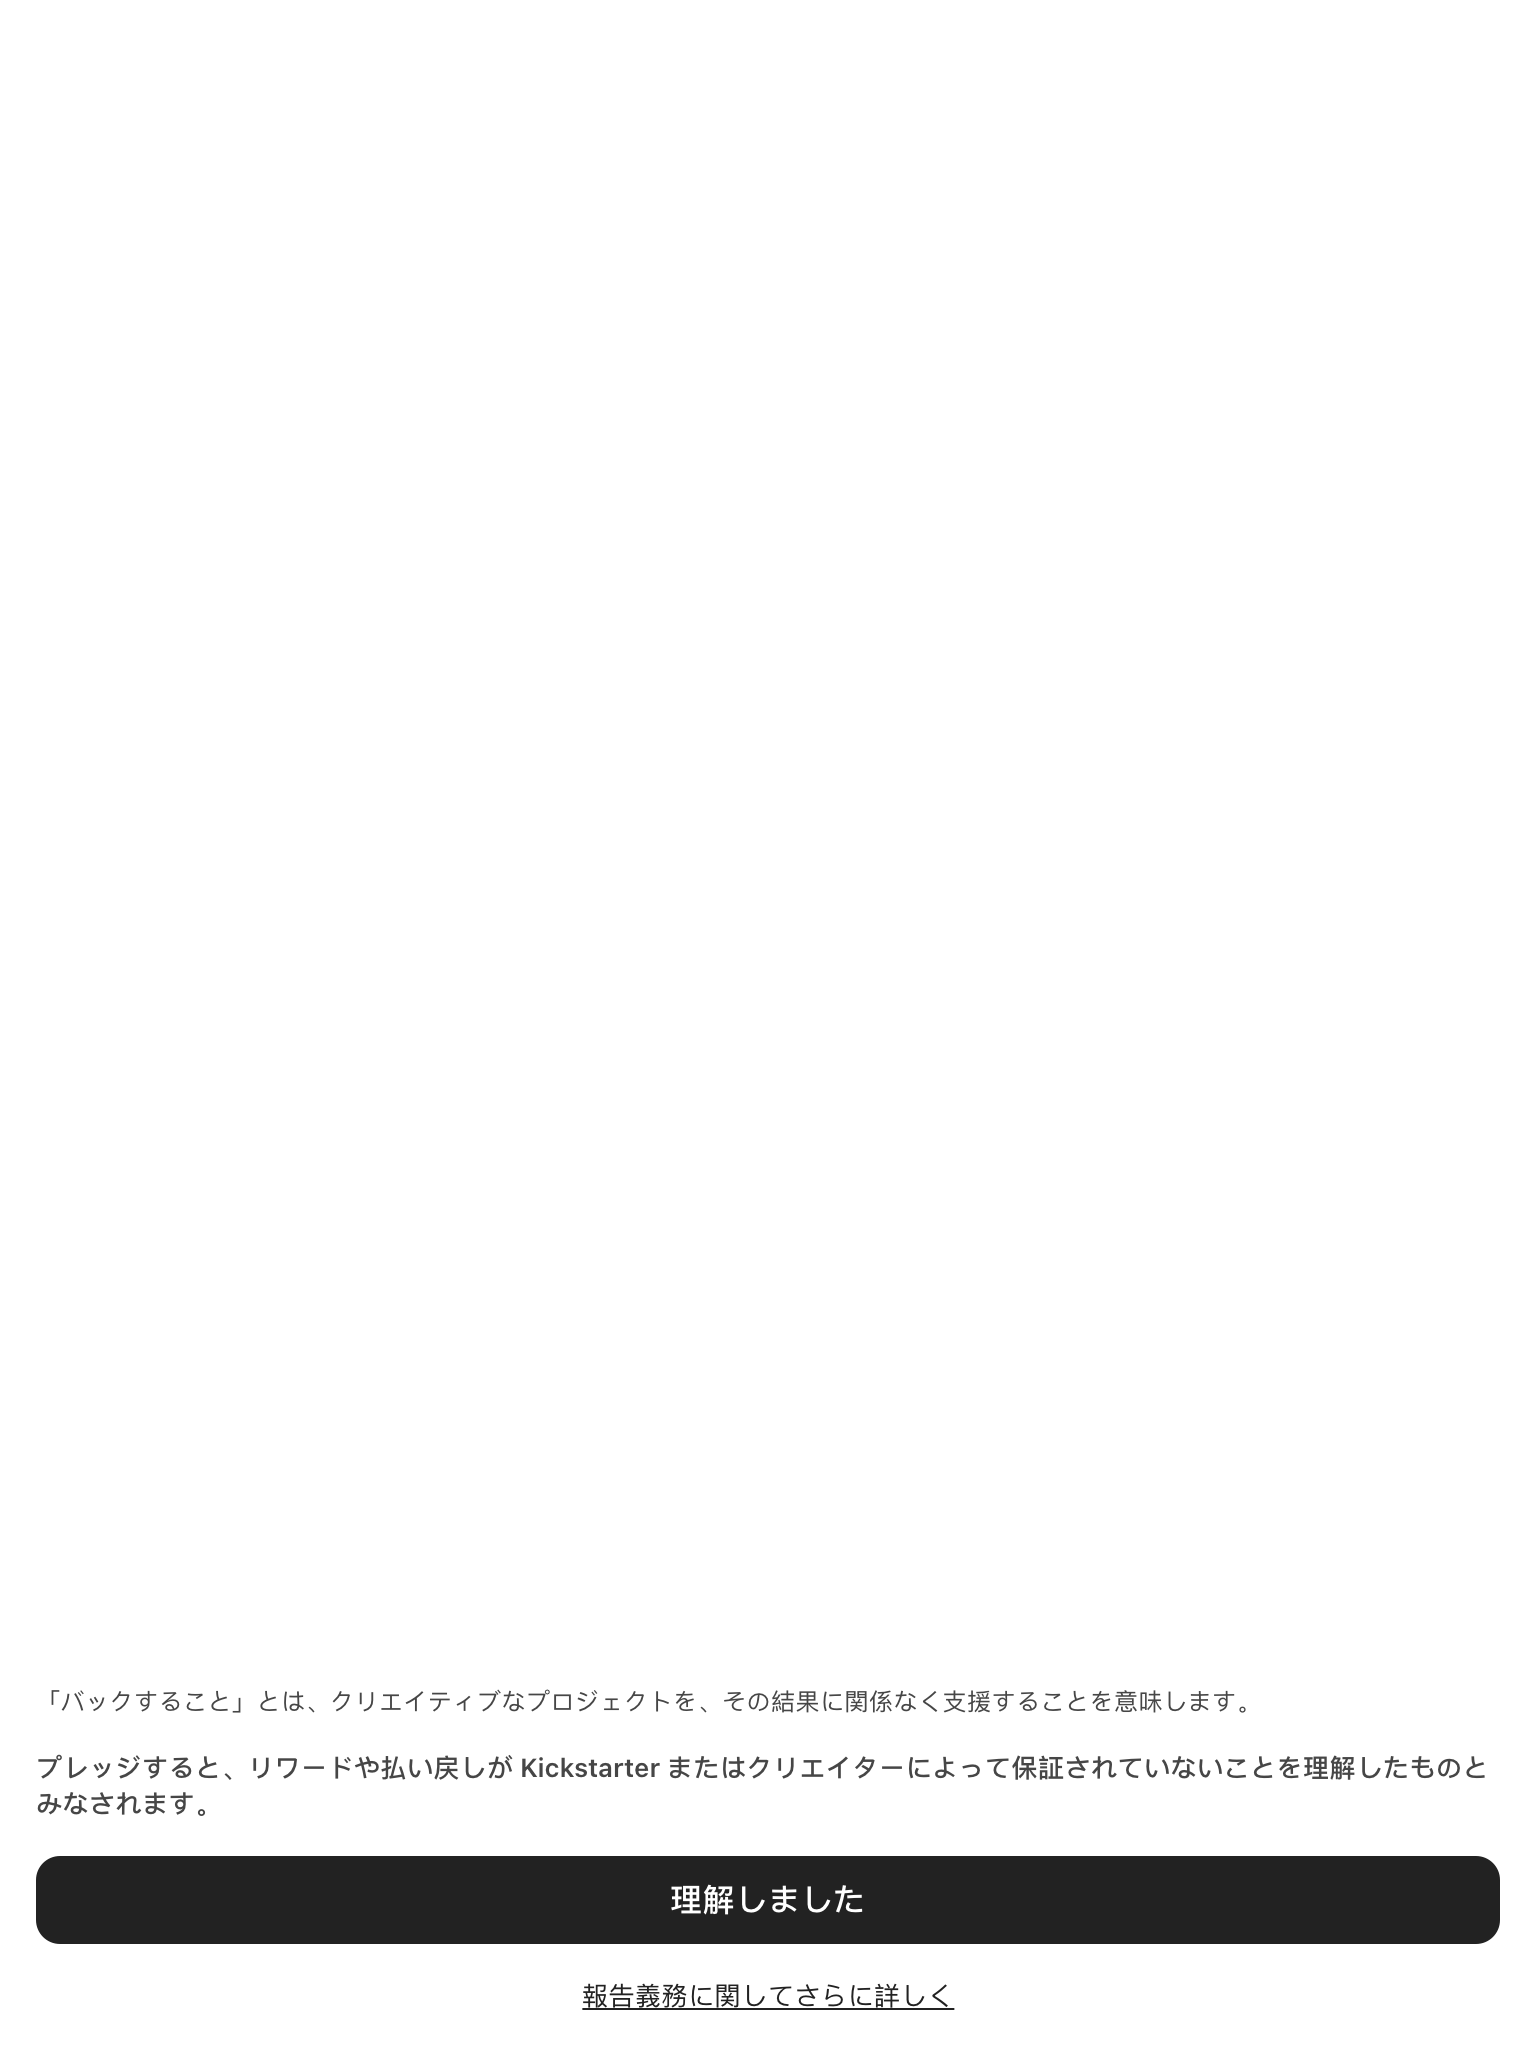 「バックすること」とは、クリエイティブなプロジェクトを、その結果に関係なく支援することを意味します。
プレッジすると、リワードや払い戻しが Kickstarter またはクリエイターによって保証されていないことを理解したものと
みなされます。
理解しました
報告義務に関してさらに詳しく